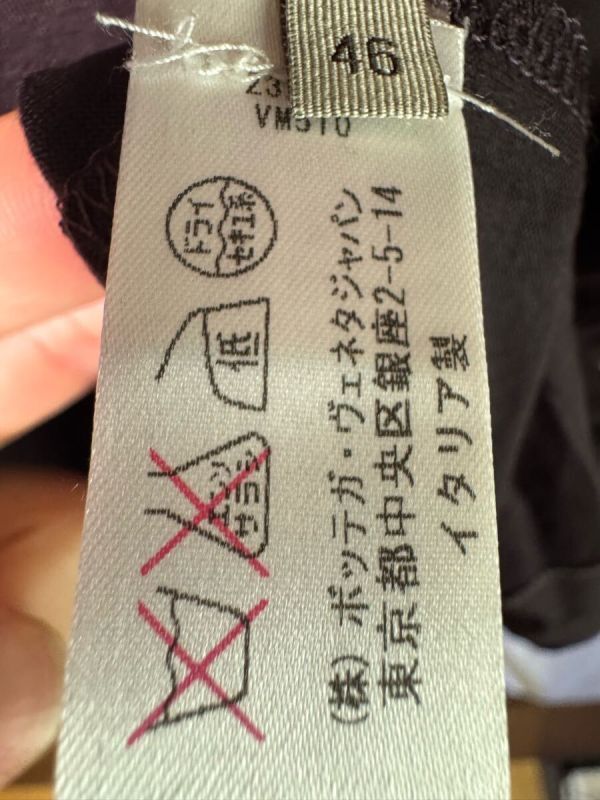 46
VM510
ドライ
セキユ系
低
エンソ
サラシ
(株)ボッテガ・ヴェネタジャパン
東京都中央区銀座2-5-14
イタリア製